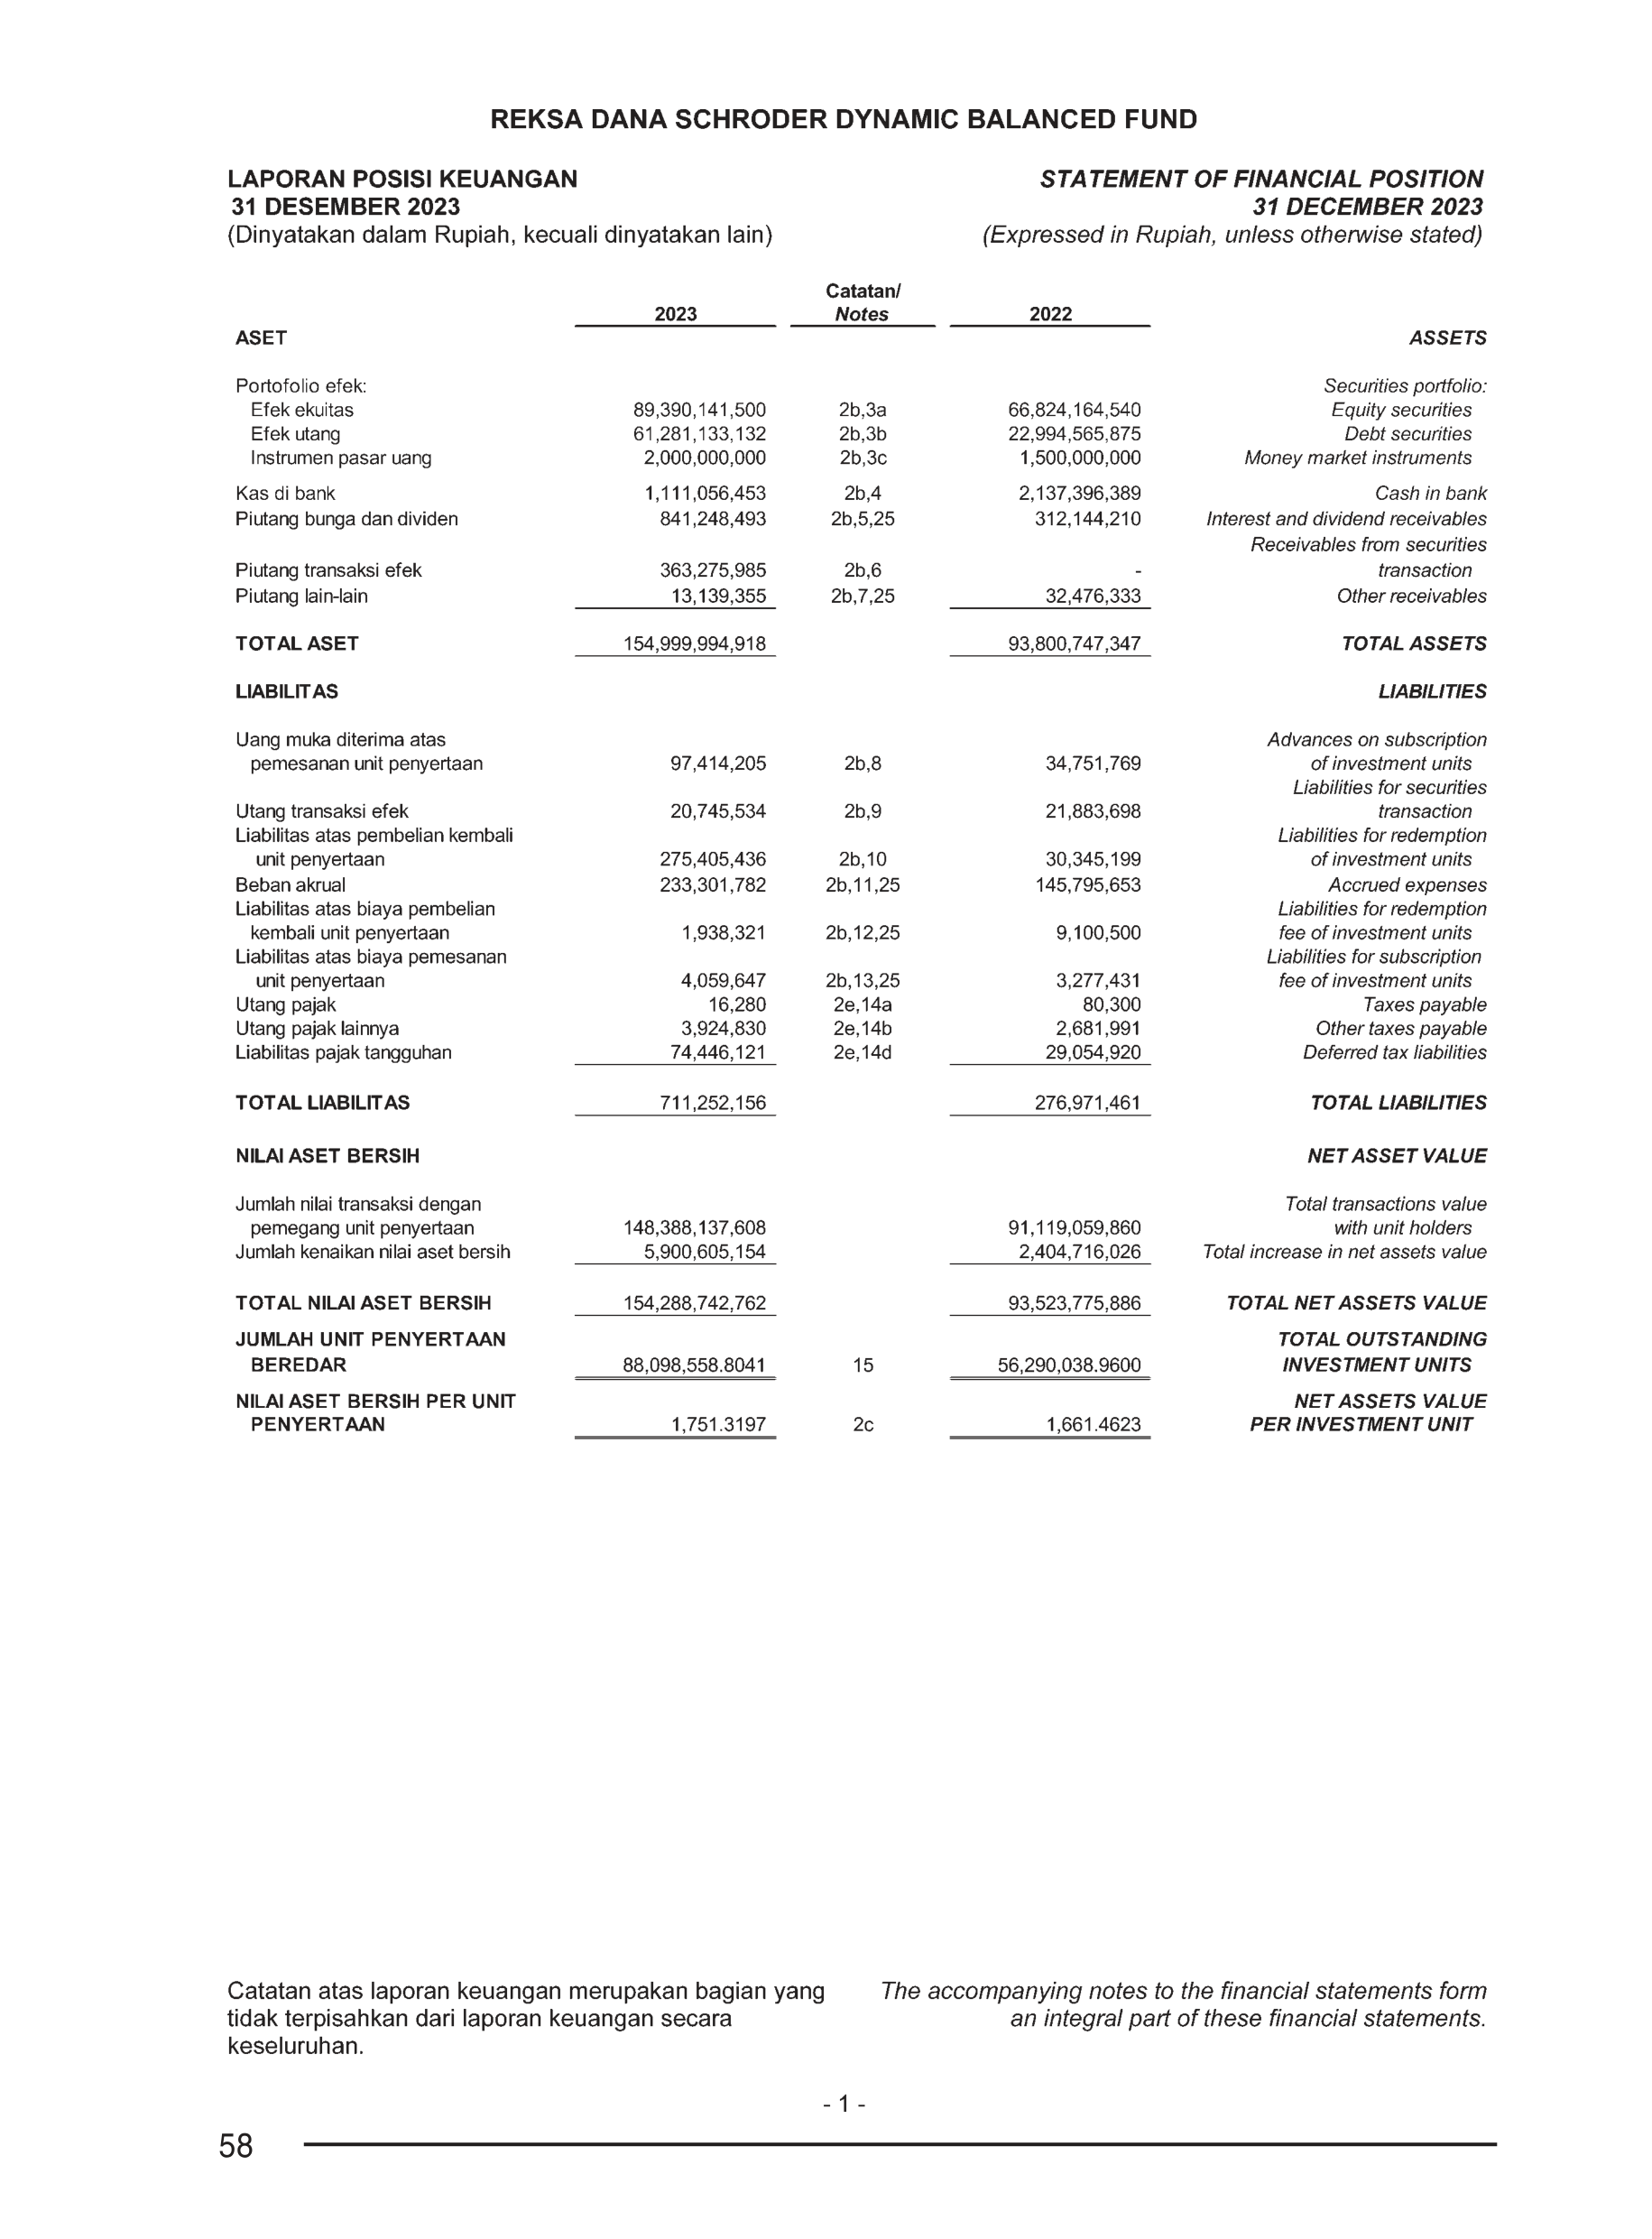 REKSA DANA SCHRODER DYNAMIC BALANCED FUND
LAPORAN POSISI KEUANGAN STATEMENT OF FINANCIAL POSITION
31 DESEMBER 2023 31 DECEMBER 2023
(Dinyatakan dalam Rupiah, kecuali dinyatakan lain) (Expressed in Rupiah, unless otherwise stated)
Catatan/
2023 Notes 2022
ASET ASSETS
Portofolio efek: Securities portfolio:
Efek ekuitas 89,390,141,500 2b,3a 66,824,164,540 Equity securities
Efek utang 61,281,133,132 2b,3b 22,994,565,875 Debt securities
Instrumen pasar uang 2,000,000,000 2b,3c 1,500,000,000 Money market instruments
Kas di bank 1,111,056,453 2b,4 2,137,396,389 Cash in bank
Piutang bunga dan dividen 841,248,493 2b,5,25 312,144,210 Interest and dividend receivables
Receivables from securities
Piutang transaksi efek 363,275,985 2b,6 - transaction
Piutang lain-lain 13,139,355 2b,7,25 32,476,333 Other receivables
TOTAL ASET 154,999,994,918 93,800,747,347 TOTAL ASSETS
LIABILITAS LIABILITIES
Uang muka diterima atas Advances on subscription
pemesanan unit penyertaan 97,414,205 2b,8 34,751,769 of investment units
Liabilities for securities
Utang transaksi efek 20,745,534 2b,9 21,883,698 transaction
Liabilitas atas pembelian kembali Liabilities for redemption
unit penyertaan 275,405,436 2b,10 30,345,199 of investment units
Beban akrual 233,301,782 2b,11,25 145,795,653 Accrued expenses
Liabilitas atas biaya pembelian Liabilities for redemption
kembali unit penyertaan 1,938,321 2b,12,25 9,100,500 fee of investment units
Liabilitas atas biaya pemesanan Liabilities for subscription
unit penyertaan 4,059,647 2b,13,25 3,277,431 fee of investment units
Utang pajak 16,280 2e,14a 80,300 Taxes payable
Utang pajak lainnya 3,924,830 2e,14b 2,681,991 Other taxes payable
Liabilitas pajak tangguhan 74,446,121 2e,14d 29,054,920 Deferred tax liabilities
TOTAL LIABILITAS 711,252,156 276,971,461 TOTAL LIABILITIES
NILAI ASET BERSIH NET ASSET VALUE
Jumlah nilai transaksi dengan Total transactions value
pemegang unit penyertaan 148,388,137,608 91,119,059,860 with unit holders
Jumlah kenaikan nilai aset bersih 5,900,605,154 2,404,716,026 Total increase in net assets value
TOTAL NILAI ASET BERSIH 154,288,742,762 93,523,775,886 TOTAL NET ASSETS VALUE
JUMLAH UNIT PENYERTAAN TOTAL OUTSTANDING
BEREDAR 88,098,558.8041 15 56,290,038.9600 INVESTMENT UNITS
NILAI ASET BERSIH PER UNIT NET ASSETS VALUE
PENYERTAAN 1,751.3197 2c 1,661.4623 PER INVESTMENT UNIT
Catatan atas laporan keuangan merupakan bagian yang The accompanying notes to the financial statements form
tidak terpisahkan dari laporan keuangan secara an integral part of these financial statements.
keseluruhan.
- 1 -
58